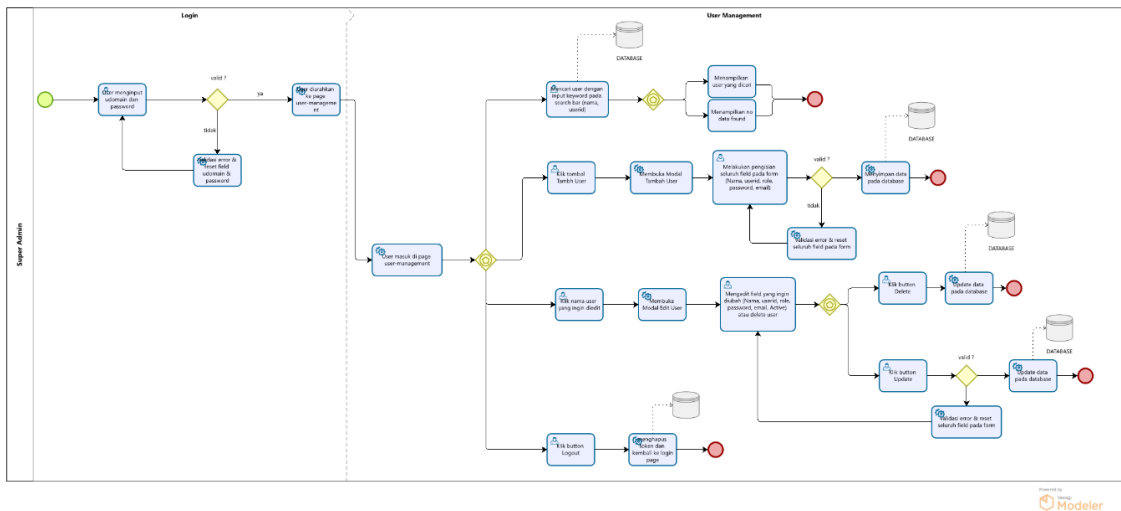 Login
User Management
Super Admin
User menginput
udomain dan
password
valid ?
ya
tidak
Validasi error &
reset field
udomain &
password
User diarahkan
ke page
user-management
User masuk di page
user-management
DATABASE
Mencari user dengan
input keyword pada
search bar (nama,
userid)
Menampilkan
user yang dicari
Menampilkan no
data found
Klik tombol
Tambh User
Membuka Modal
Tambah User
Melakukan pengisian
seluruh field pada form
(Nama, userid, role,
password, email)
valid ?
tidak
Validasi error & reset
seluruh field pada form
Menyimpan data
pada database
DATABASE
Klik nama user
yang ingin diedit
Membuka
Modal Edit User
Mengedit field yang ingin
diubah (Nama, userid, role,
password, email, Active)
atau delete user
Klik button
Delete
Update data
pada database
DATABASE
Klik button
Update
valid ?
Update data
pada database
DATABASE
Validasi error & reset
seluruh field pada form
Klik button
Logout
menghapus
token dan
kembali ke login
page
Powered by
bizagi
Modeler